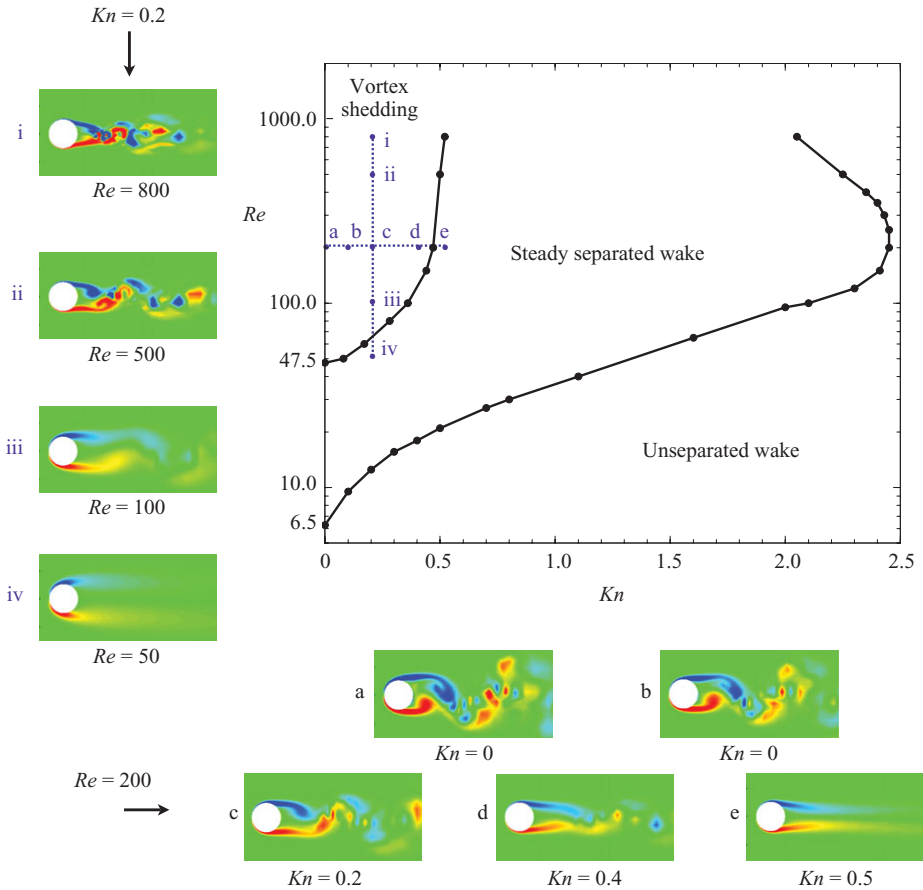 Kn = 0.2
i
Re = 800
ii
Re = 500
iii
Re = 100
iv
Re = 50
Vortex
shedding
1000.0
Re
100.0
47.5
10.0
6.5
i
ii
a b c d e
iii
iv
Steady separated wake
Unseparated wake
0 0.5 1.0 1.5 2.0 2.5
Kn
a
Kn = 0
b
Kn = 0
Re = 200
c
Kn = 0.2
d
Kn = 0.4
e
Kn = 0.5